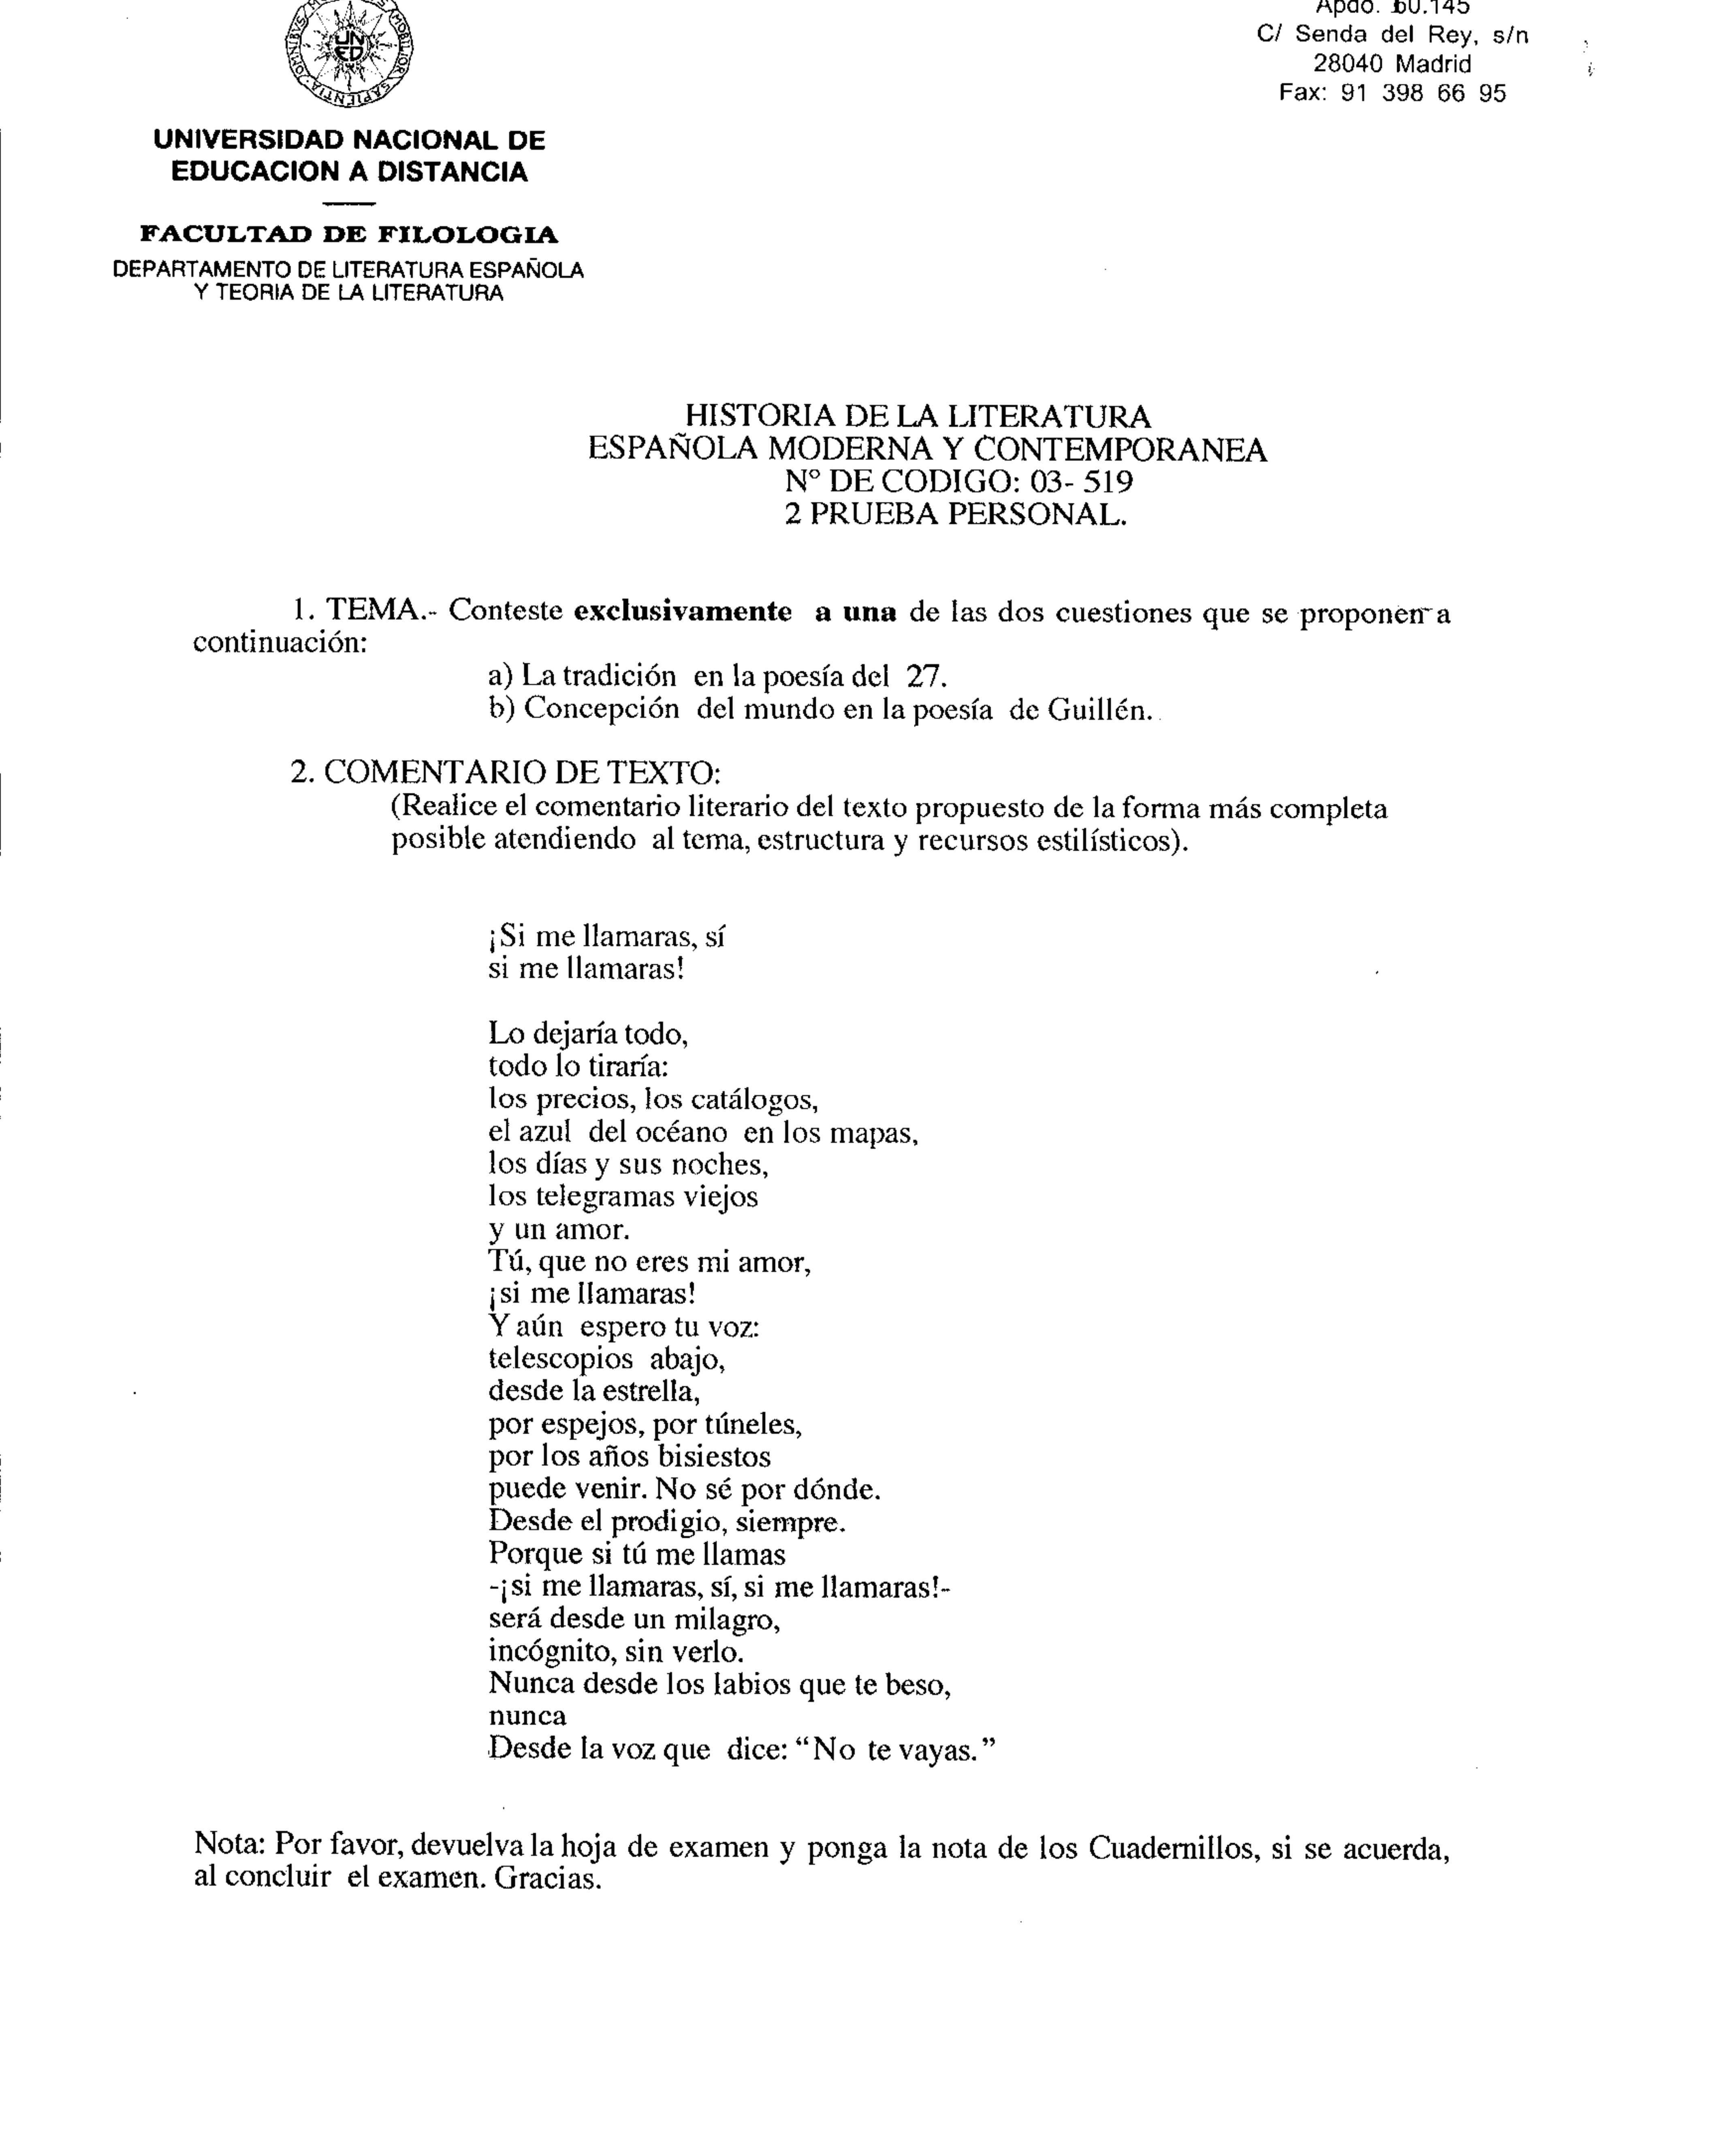 OMNIBUS MOBILIBUS MOBILIOR SAPIENTIA
UNED
Apdo. 60.145
C/ Senda del Rey, s/n
28040 Madrid
Fax: 91 398 66 95
UNIVERSIDAD NACIONAL DE
EDUCACION A DISTANCIA
FACULTAD DE FILOLOGIA
DEPARTAMENTO DE LITERATURA ESPAÑOLA
Y TEORIA DE LA LITERATURA
HISTORIA DE LA LITERATURA
ESPAÑOLA MODERNA Y CONTEMPORANEA
Nº DE CODIGO: 03- 519
2 PRUEBA PERSONAL.
1. TEMA.- Conteste exclusivamente a una de las dos cuestiones que se proponen a
continuación:
a) La tradición en la poesía del 27.
b) Concepción del mundo en la poesía de Guillén.
2. COMENTARIO DE TEXTO:
(Realice el comentario literario del texto propuesto de la forma más completa
posible atendiendo al tema, estructura y recursos estilísticos).
¡Si me llamaras, sí
si me llamaras!
Lo dejaría todo,
todo lo tiraría:
los precios, los catálogos,
el azul del océano en los mapas,
los días y sus noches,
los telegramas viejos
y un amor.
Tú, que no eres mi amor,
¡si me llamaras!
Y aún espero tu voz:
telescopios abajo,
desde la estrella,
por espejos, por túneles,
por los años bisiestos
puede venir. No sé por dónde.
Desde el prodigio, siempre.
Porque si tú me llamas
-¡si me llamaras, sí, si me llamaras!-
será desde un milagro,
incógnito, sin verlo.
Nunca desde los labios que te beso,
nunca
Desde la voz que dice: “No te vayas.”
Nota: Por favor, devuelva la hoja de examen y ponga la nota de los Cuadernillos, si se acuerda,
al concluir el examen. Gracias.